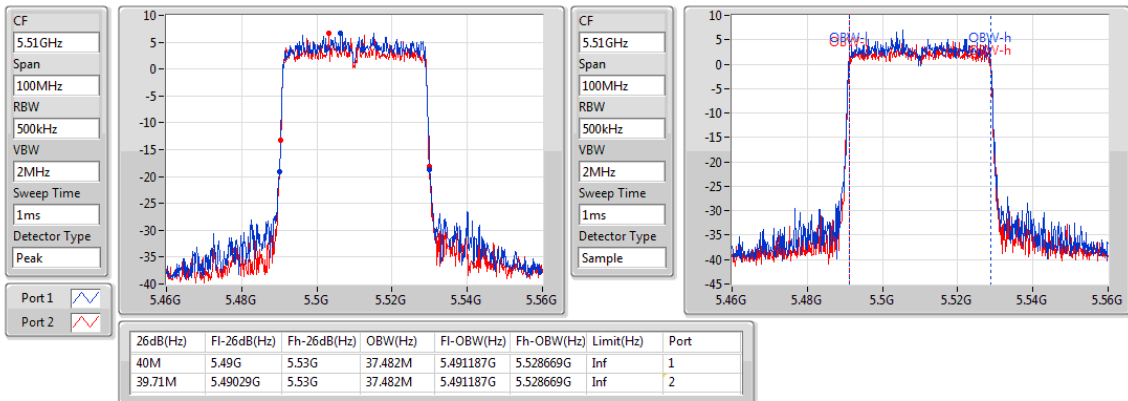 CF
5.51GHz
Span
100MHz
RBW
500kHz
VBW
2MHz
Sweep Time
1ms
Detector Type
Peak
Port 1
Port 2
10
5
0
-5
-10
-15
-20
-25
-30
-35
-40
5.46G 5.48G 5.5G 5.52G 5.54G 5.56G
CF
5.51GHz
Span
100MHz
RBW
500kHz
VBW
2MHz
Sweep Time
1ms
Detector Type
Sample
10
5
0
-5
-10
-15
-20
-25
-30
-35
-40
-45
OBW-l OBW-h
OBW-h
5.46G 5.48G 5.5G 5.52G 5.54G 5.56G
26dB(Hz) Fl-26dB(Hz) Fh-26dB(Hz) OBW(Hz) Fl-OBW(Hz) Fh-OBW(Hz) Limit(Hz) Port
40M 5.49G 5.53G 37.482M 5.491187G 5.528669G Inf 1
39.71M 5.49029G 5.53G 37.482M 5.491187G 5.528669G Inf 2